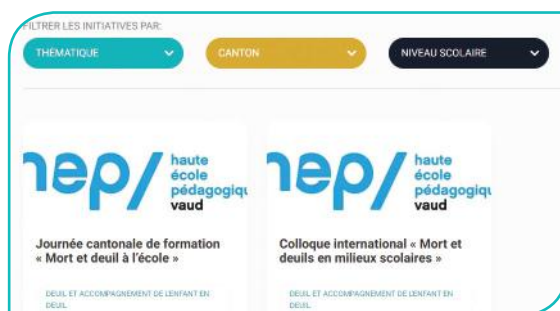 FILTRER LES INITIATIVES PAR:
THÉMATIQUE
CANTON
NIVEAU SCOLAIRE
hep/
haute
école
pédagogiqu
vaud
Journée cantonale de formation
« Mort et deuil à l'école »
DEUIL ET ACCOMPAGNEMENT DE L'ENFANT EN
DEUIL
hep/
haute
école
pédagogiqu
vaud
Colloque international « Mort et
deuils en milieux scolaires »
DEUIL ET ACCOMPAGNEMENT DE L'ENFANT EN
DEUIL